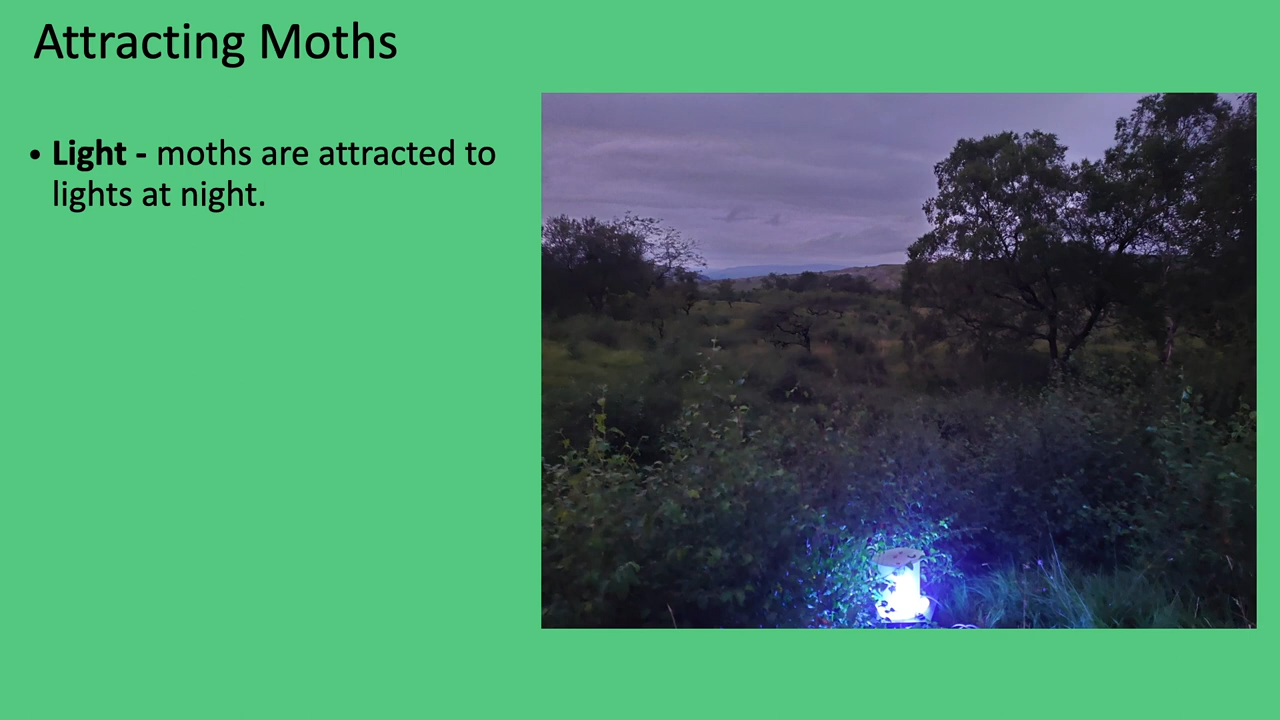 Attracting Moths
• Light - moths are attracted to
lights at night.